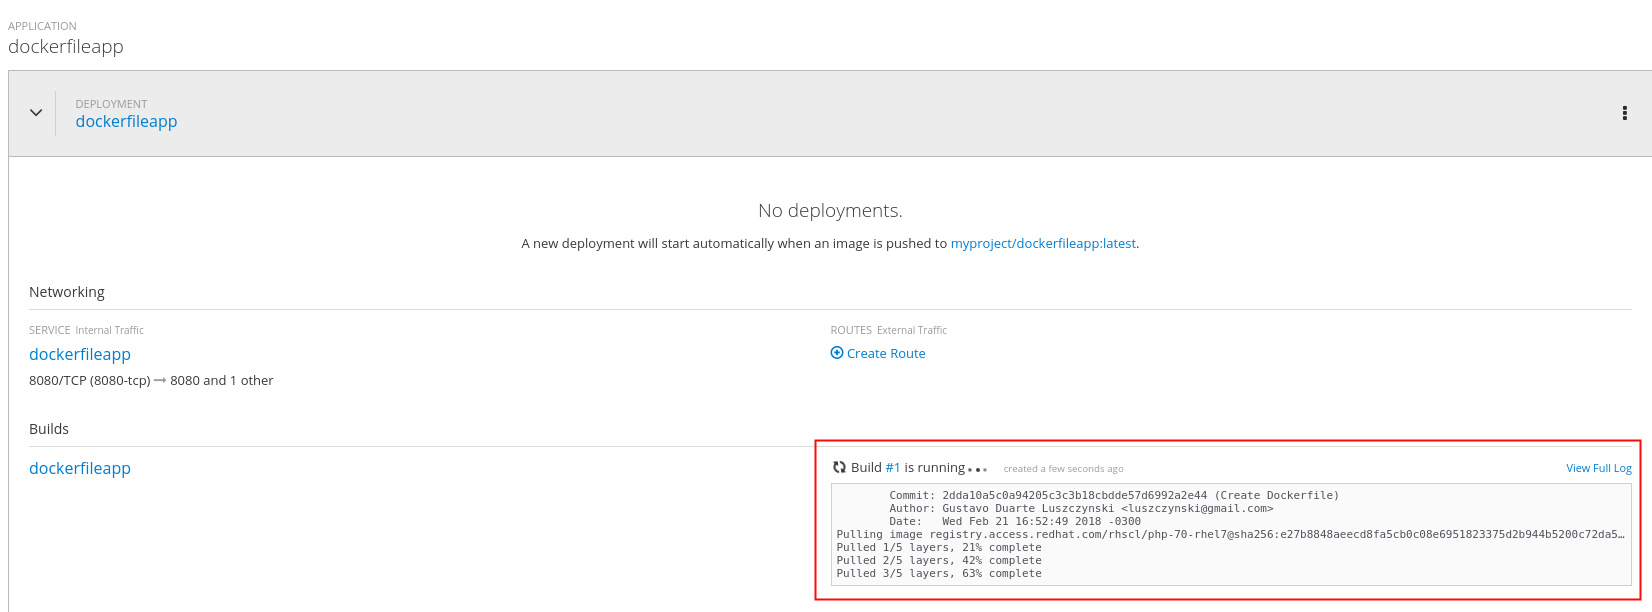 APPLICATION
dockerfileapp
DEPLOYMENT
dockerfileapp
No deployments.
A new deployment will start automatically when an image is pushed to myproject/dockerfileapp:latest.
Networking
SERVICE Internal Traffic
dockerfileapp
8080/TCP (8080-tcp) → 8080 and 1 other
ROUTES External Traffic
Create Route
Builds
dockerfileapp
Build #1 is running... created a few seconds ago View Full Log
Commit: 2dda10a5c0a94205c3c3b18cbdde57d6992a2e44 (Create Dockerfile)
Author: Gustavo Duarte Luszczynski <luszczynski@gmail.com>
Date: Wed Feb 21 16:52:49 2018 -0300
Pulling image registry.access.redhat.com/rhscl/php-70-rhel7@sha256:e27b8848aeecd8fa5cb0c08e6951823375d2b944b5200c72da5…
Pulled 1/5 layers, 21% complete
Pulled 2/5 layers, 42% complete
Pulled 3/5 layers, 63% complete